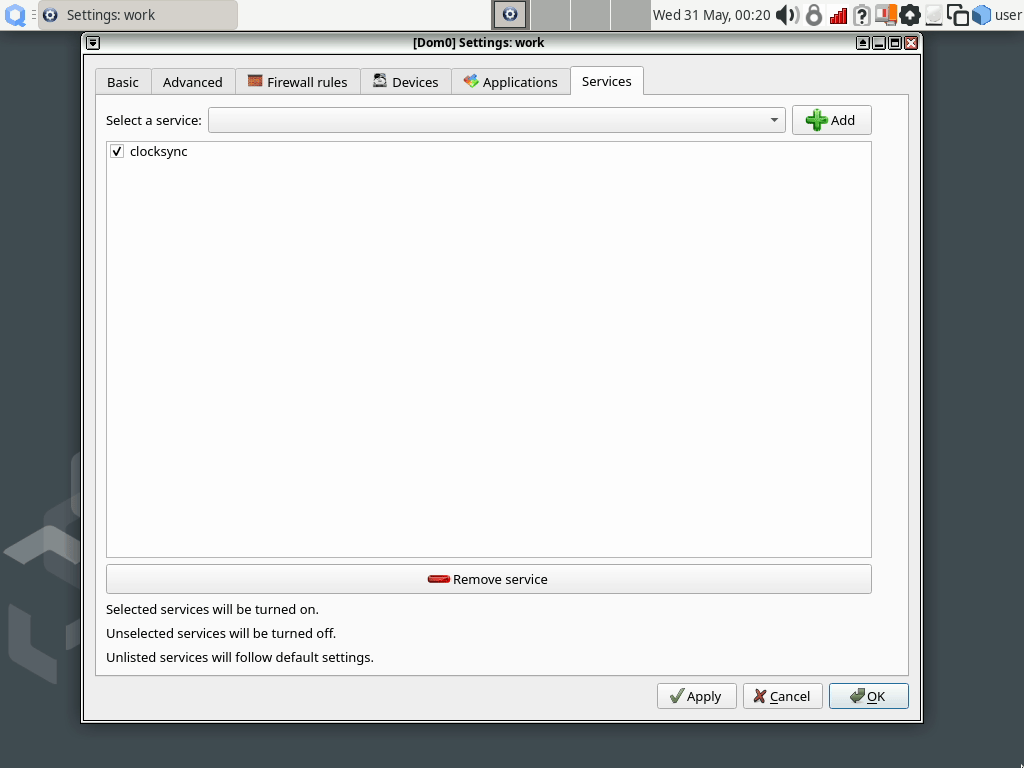 Settings: work
Wed 31 May, 00:20
user
[Dom0] Settings: work
Basic
Advanced
Firewall rules
Devices
Applications
Services
Select a service:
Add
clocksync
Remove service
Selected services will be turned on.
Unselected services will be turned off.
Unlisted services will follow default settings.
Apply
Cancel
OK